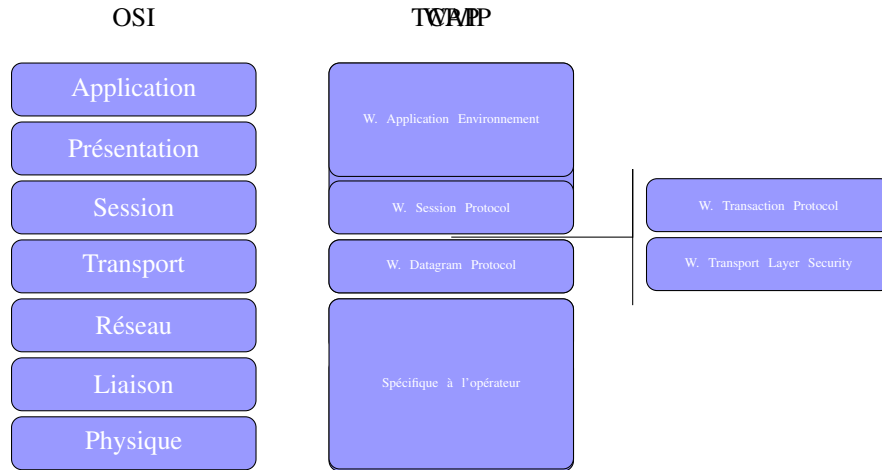 OSI
Application
Présentation
Session
Transport
Réseau
Liaison
Physique
W. Application Environnement
W. Session Protocol
W. Datagram Protocol
Spécifique à l'opérateur
W. Transaction Protocol
W. Transport Layer Security